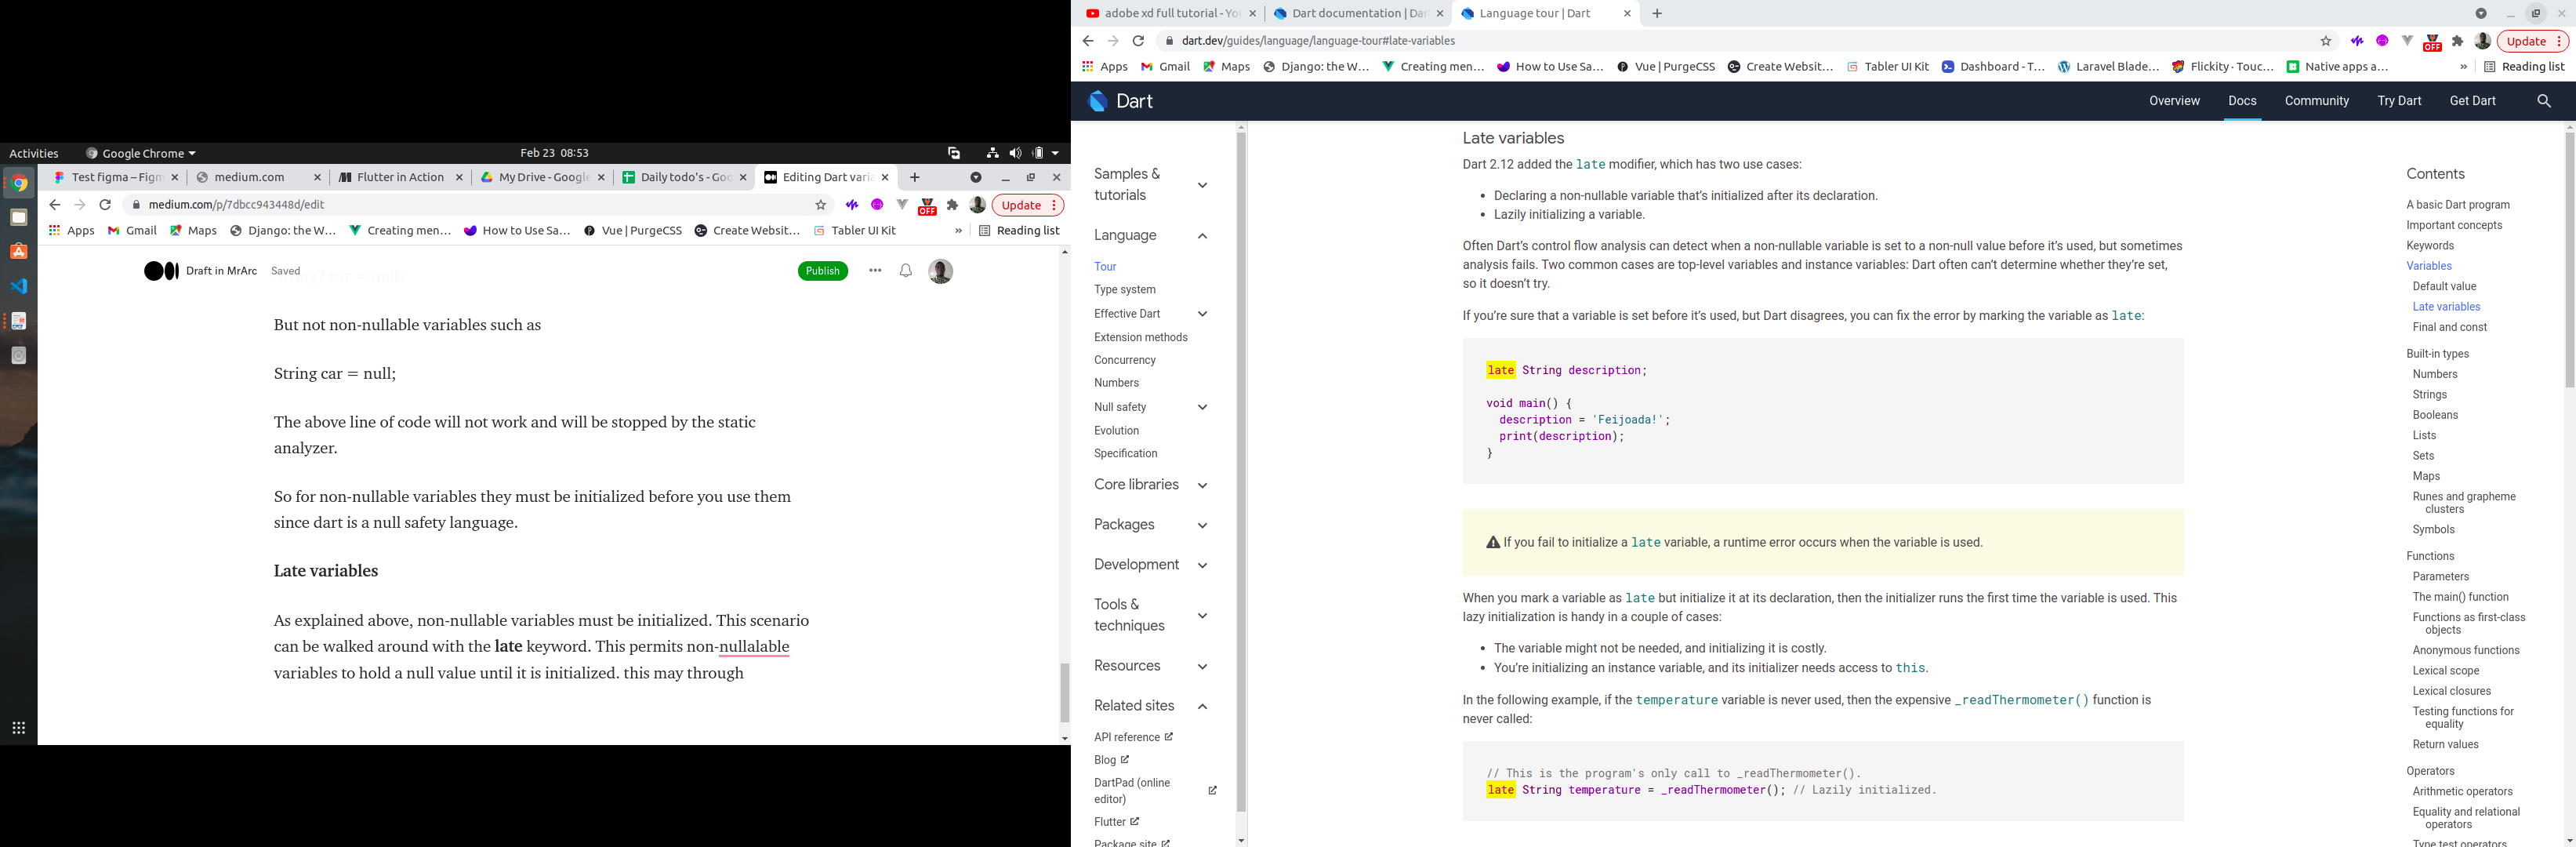 Activities
Google Chrome
Feb 23 08:53
Test figma – Figm
medium.com
Flutter in Action
My Drive - Google
Daily todo's - Goo
Editing Dart varia
medium.com/p/7dbcc943448d/edit
OFF
Update
Apps
Gmail
Maps
Django: the W...
Creating men...
How to Use Sa...
Vue | PurgeCSS
Create Websit...
Tabler UI Kit
»
Reading list
Draft in MrArc
Saved
Publish
But not non-nullable variables such as
String car = null;
The above line of code will not work and will be stopped by the static
analyzer.
So for non-nullable variables they must be initialized before you use them
since dart is a null safety language.
Late variables
As explained above, non-nullable variables must be initialized. This scenario
can be walked around with the late keyword. This permits non-nullalable
variables to hold a null value until it is initialized. this may through
adobe xd full tutorial - Yo
Dart documentation | Dar
Language tour | Dart
dart.dev/guides/language/language-tour#late-variables
OFF
Update
Apps
Gmail
Maps
Django: the W...
Creating men...
How to Use Sa...
Vue | PurgeCSS
Create Websit...
Tabler UI Kit
Dashboard - T...
Laravel Blade...
Flickity · Touc...
Native apps a...
»
Reading list
Dart
Overview
Docs
Community
Try Dart
Get Dart
Samples &
tutorials
Language
Tour
Type system
Effective Dart
Extension methods
Concurrency
Numbers
Null safety
Evolution
Specification
Core libraries
Packages
Development
Tools &
techniques
Resources
Related sites
API reference
Blog
DartPad (online
editor)
Flutter
Package site
Late variables
Dart 2.12 added the late modifier, which has two use cases:
• Declaring a non-nullable variable that’s initialized after its declaration.
• Lazily initializing a variable.
Often Dart’s control flow analysis can detect when a non-nullable variable is set to a non-null value before it’s used, but sometimes
analysis fails. Two common cases are top-level variables and instance variables: Dart often can’t determine whether they’re set,
so it doesn’t try.
If you’re sure that a variable is set before it’s used, but Dart disagrees, you can fix the error by marking the variable as late:
late String description;
void main() {
description = 'Feijoada!';
print(description);
}
If you fail to initialize a late variable, a runtime error occurs when the variable is used.
When you mark a variable as late but initialize it at its declaration, then the initializer runs the first time the variable is used. This
lazy initialization is handy in a couple of cases:
• The variable might not be needed, and initializing it is costly.
• You’re initializing an instance variable, and its initializer needs access to this.
In the following example, if the temperature variable is never used, then the expensive _readThermometer() function is
never called:
// This is the program's only call to _readThermometer().
late String temperature = _readThermometer(); // Lazily initialized.
Contents
A basic Dart program
Important concepts
Keywords
Variables
Default value
Late variables
Final and const
Built-in types
Numbers
Strings
Booleans
Lists
Sets
Maps
Runes and grapheme
clusters
Symbols
Functions
Parameters
The main() function
Functions as first-class
objects
Anonymous functions
Lexical scope
Lexical closures
Testing functions for
equality
Return values
Operators
Arithmetic operators
Equality and relational
operators
Type test operators